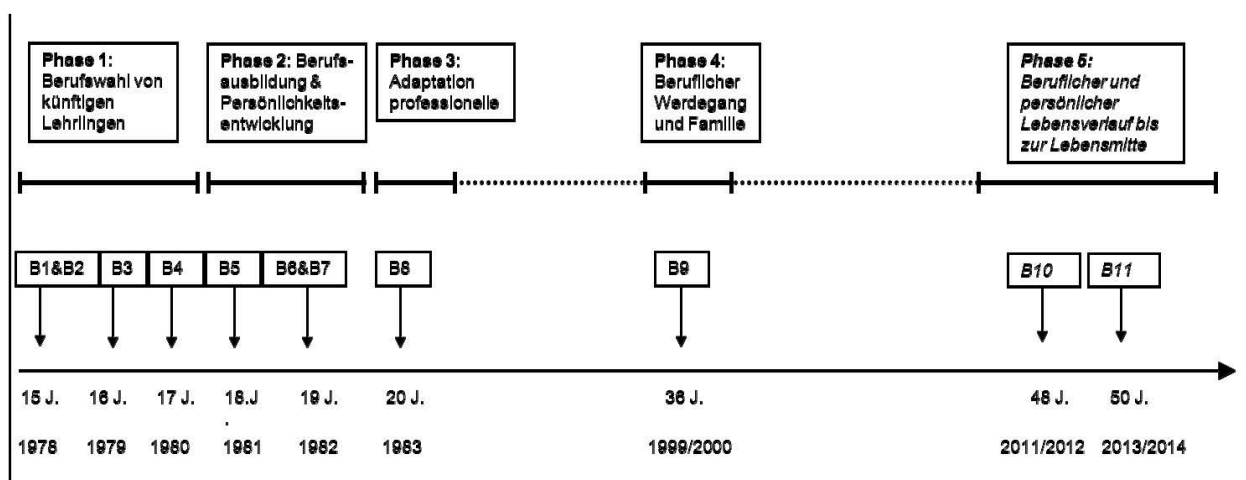 Phase 1:
Berufswahl von
künftigen
Lehrlingen
Phase 2: Berufs-
ausbildung &
Persönlichkeits-
entwicklung
Phase 3:
Adaptation
professionelle
Phase 4:
Beruflicher
Werdegang
und Familie
Phase 5:
Beruflicher und
persönlicher
Lebensverlauf bis
zur Lebensmitte
B1&B2 B3 B4 B5 B6&B7 B8 B9 B10 B11
15 J. 16 J. 17 J. 18.J 19 J. 20 J. 36 J. 48 J. 50 J.
.
1978 1979 1980 1981 1982 1983 1999/2000 2011/2012 2013/2014